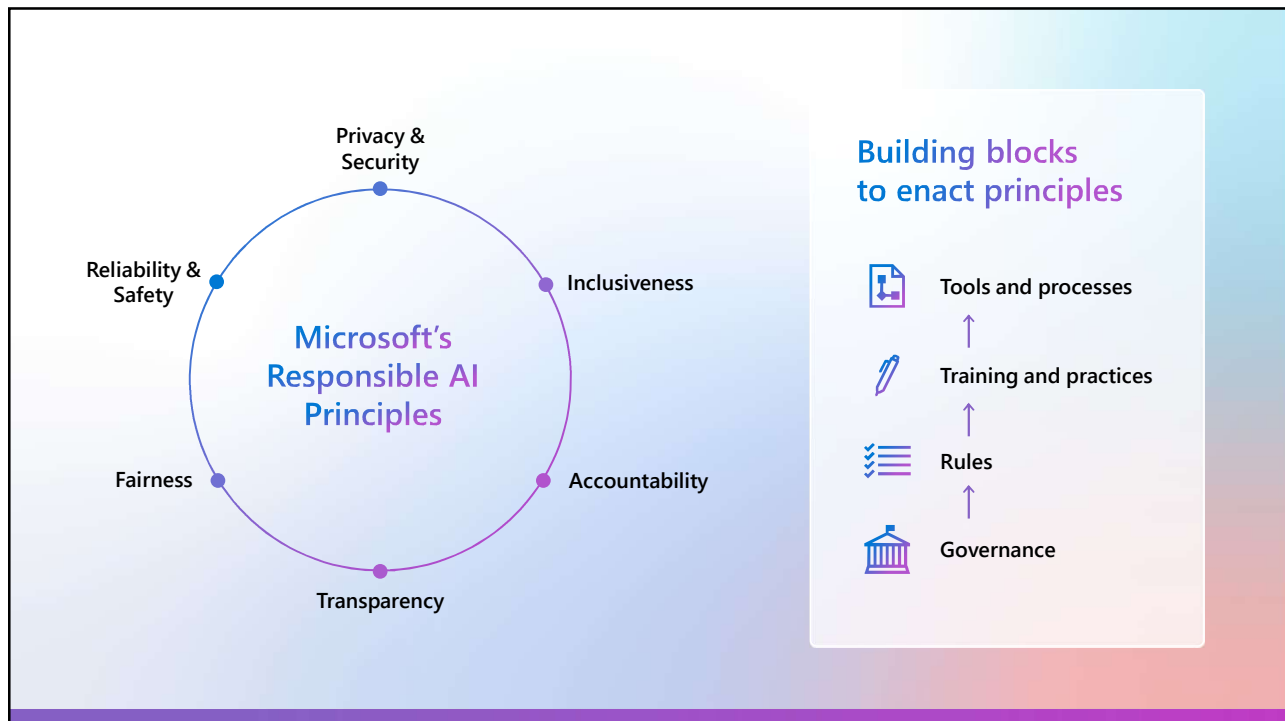 Privacy &
Security
Reliability &
Safety
Inclusiveness
Microsoft’s
Responsible AI
Principles
Fairness
Accountability
Transparency
Building blocks
to enact principles
Tools and processes
Training and practices
Rules
Governance